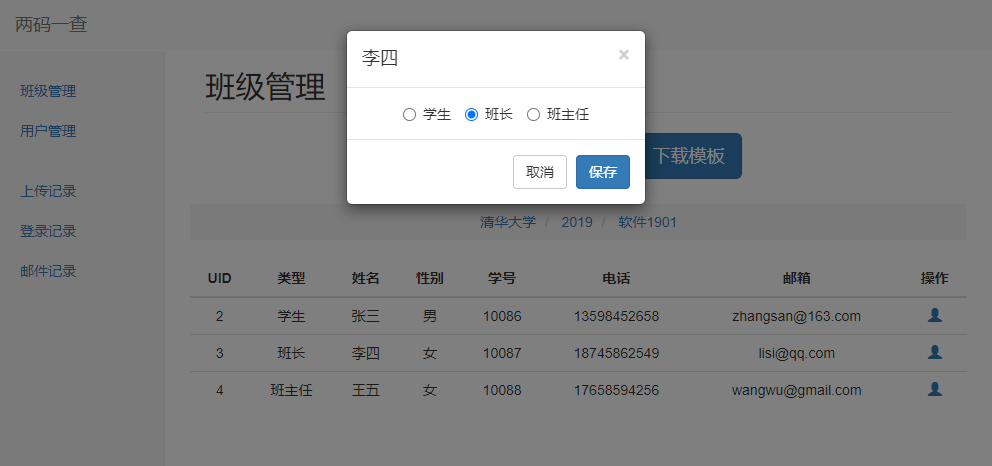 两码一查
李四 ×
学生 班长 班主任
取消 保存
班级管理
用户管理
上传记录
登录记录
邮件记录
班级管理
下载模板
清华大学 / 2019 / 软件1901
UID 类型 姓名 性别 学号 电话 邮箱 操作
2 学生 张三 男 10086 13598452658 zhangsan@163.com
3 班长 李四 女 10087 18745862549 lisi@qq.com
4 班主任 王五 女 10088 17658594256 wangwu@gmail.com